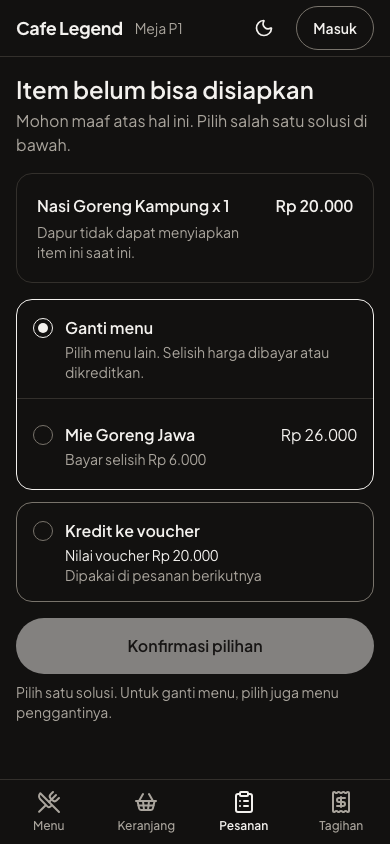 Cafe Legend Meja P1 Masuk
Item belum bisa disiapkan
Mohon maaf atas hal ini. Pilih salah satu solusi di
bawah.
Nasi Goreng Kampung x 1 Rp 20.000
Dapur tidak dapat menyiapkan
item ini saat ini.
Ganti menu
Pilih menu lain. Selisih harga dibayar atau
dikreditkan.
Mie Goreng Jawa Rp 26.000
Bayar selisih Rp 6.000
Kredit ke voucher
Nilai voucher Rp 20.000
Dipakai di pesanan berikutnya
Konfirmasi pilihan
Pilih satu solusi. Untuk ganti menu, pilih juga menu
penggantinya.
Menu Keranjang Pesanan Tagihan